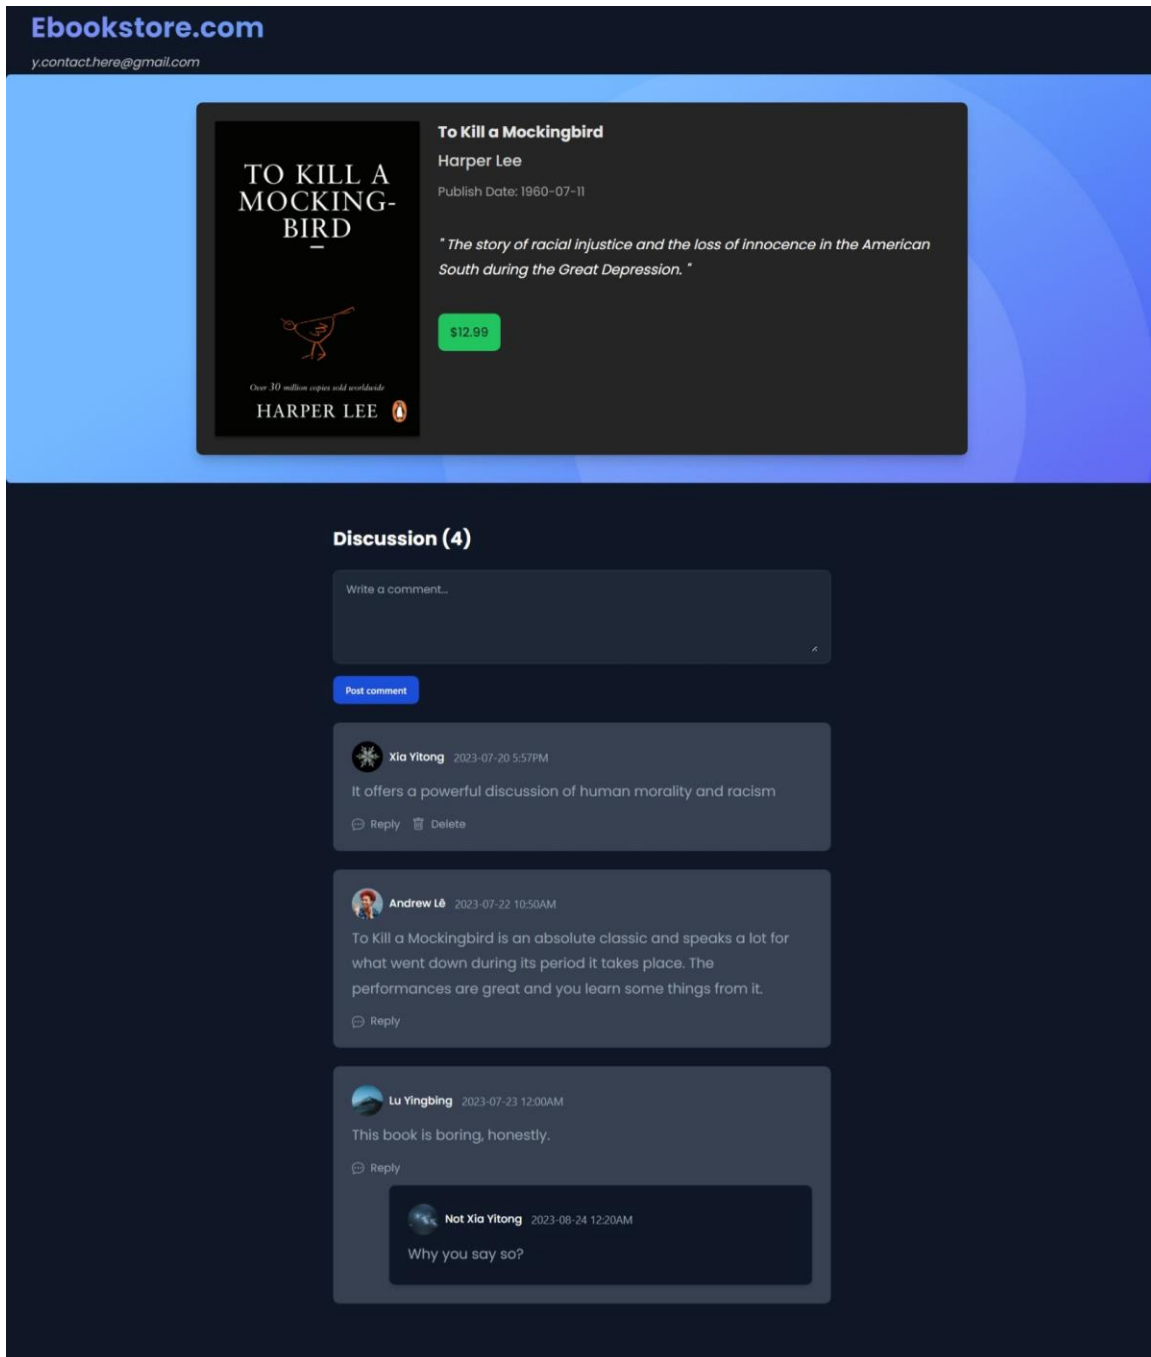 Ebookstore.com
y.contact.here@gmail.com
TO KILL A
MOCKING-
BIRD
Over 30 million copies sold worldwide
HARPER LEE
To Kill a Mockingbird
Harper Lee
Publish Date: 1960-07-11
" The story of racial injustice and the loss of innocence in the American
South during the Great Depression. "
$12.99
Discussion (4)
Write a comment...
Post comment
Xia Yitong 2023-07-20 5:57PM
It offers a powerful discussion of human morality and racism
Reply Delete
Andrew Lê 2023-07-22 10:50AM
To Kill a Mockingbird is an absolute classic and speaks a lot for
what went down during its period it takes place. The
performances are great and you learn some things from it.
Reply
Lu Yingbing 2023-07-23 12:00AM
This book is boring, honestly.
Reply
Not Xia Yitong 2023-08-24 12:20AM
Why you say so?